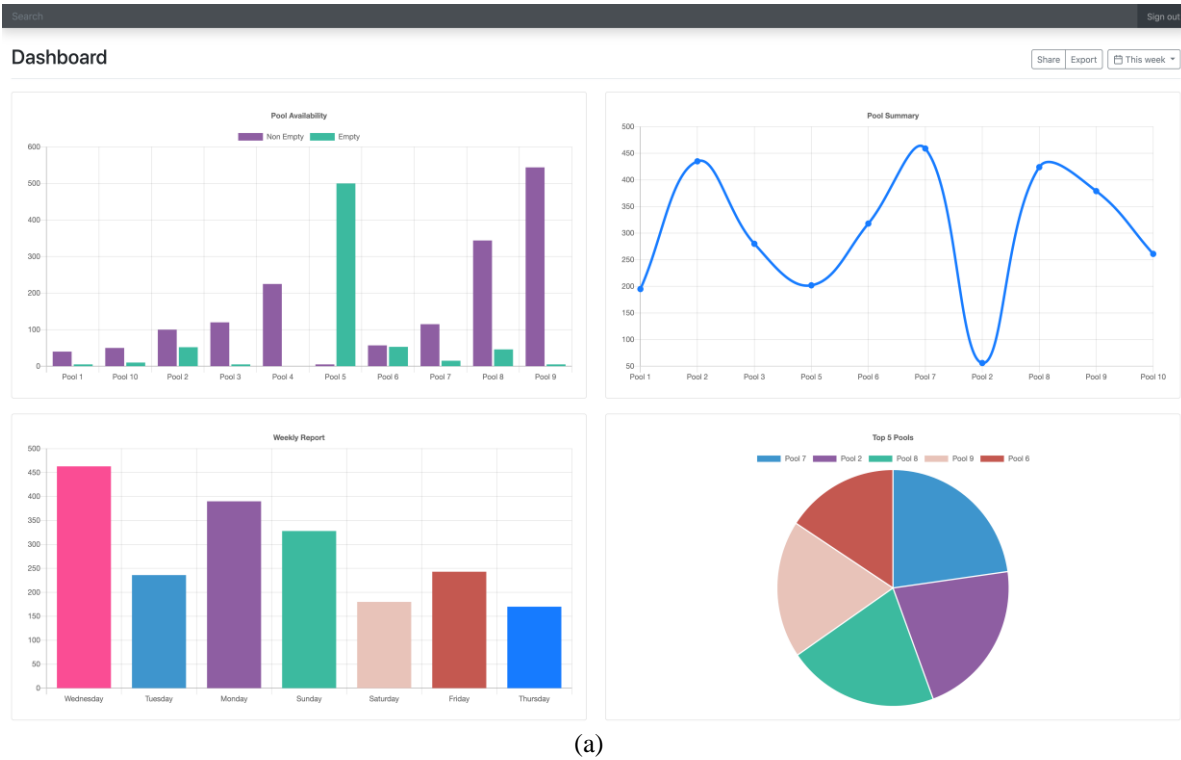 Search Sign out
Dashboard Share Export This week
Pool Availability
Non Empty Empty
600
500
400
300
200
100
0
Pool 1 Pool 10 Pool 2 Pool 3 Pool 4 Pool 5 Pool 6 Pool 7 Pool 8 Pool 9
Pool Summary
500
450
400
350
300
250
200
150
100
50
Pool 1 Pool 2 Pool 3 Pool 5 Pool 6 Pool 7 Pool 2 Pool 8 Pool 9 Pool 10
Weekly Report
500
450
400
350
300
250
200
150
100
50
0
Wednesday Tuesday Monday Sunday Saturday Friday Thursday
Top 5 Pools
Pool 7 Pool 2 Pool 8 Pool 9 Pool 6
(a)